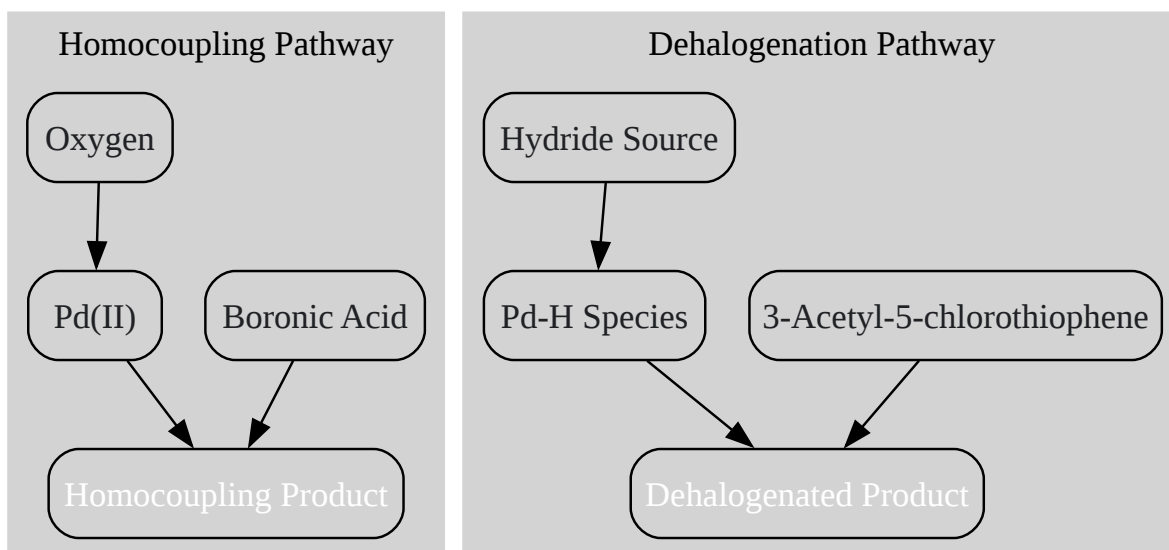 Homocoupling Pathway
Oxygen
Pd(II)
Boronic Acid
Homocoupling Product
Dehalogenation Pathway
Hydride Source
Pd-H Species
3-Acetyl-5-chlorothiophene
Dehalogenated Product